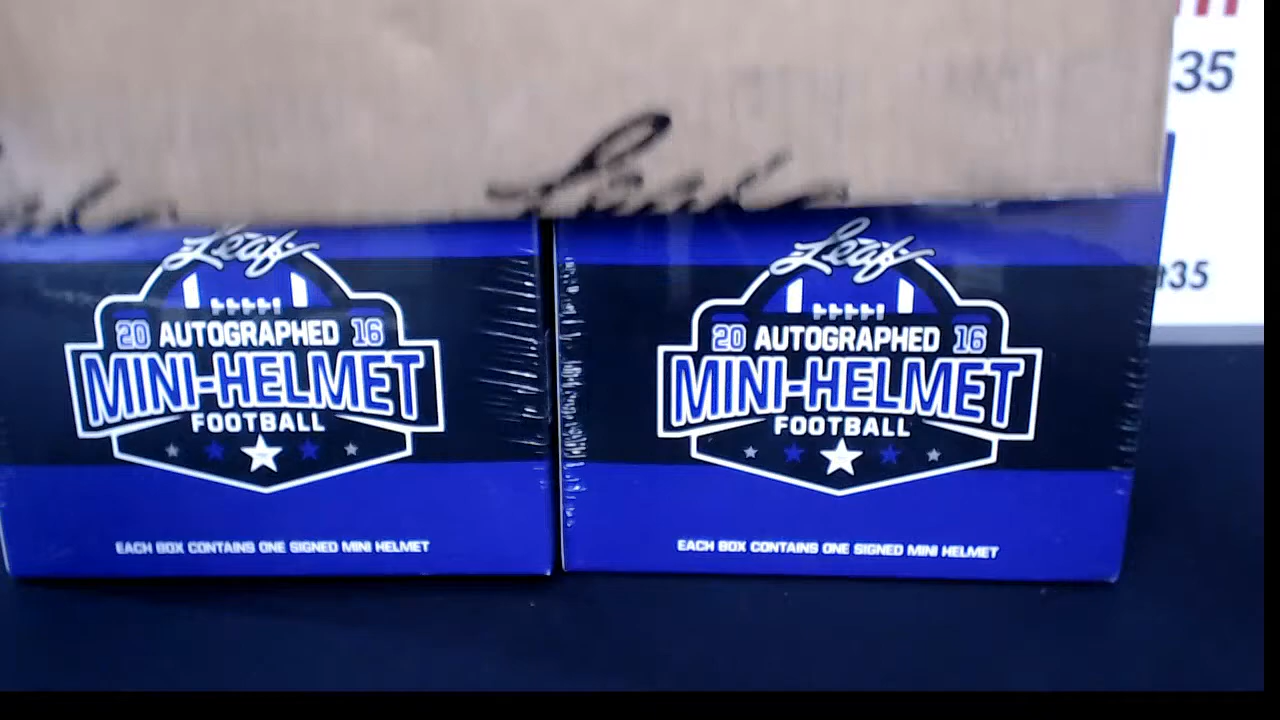 35
35
Leaf
20 AUTOGRAPHED 16
MINI-HELMET
FOOTBALL
EACH BOX CONTAINS ONE SIGNED MINI HELMET
Leaf
20 AUTOGRAPHED 16
MINI-HELMET
FOOTBALL
EACH BOX CONTAINS ONE SIGNED MINI HELMET